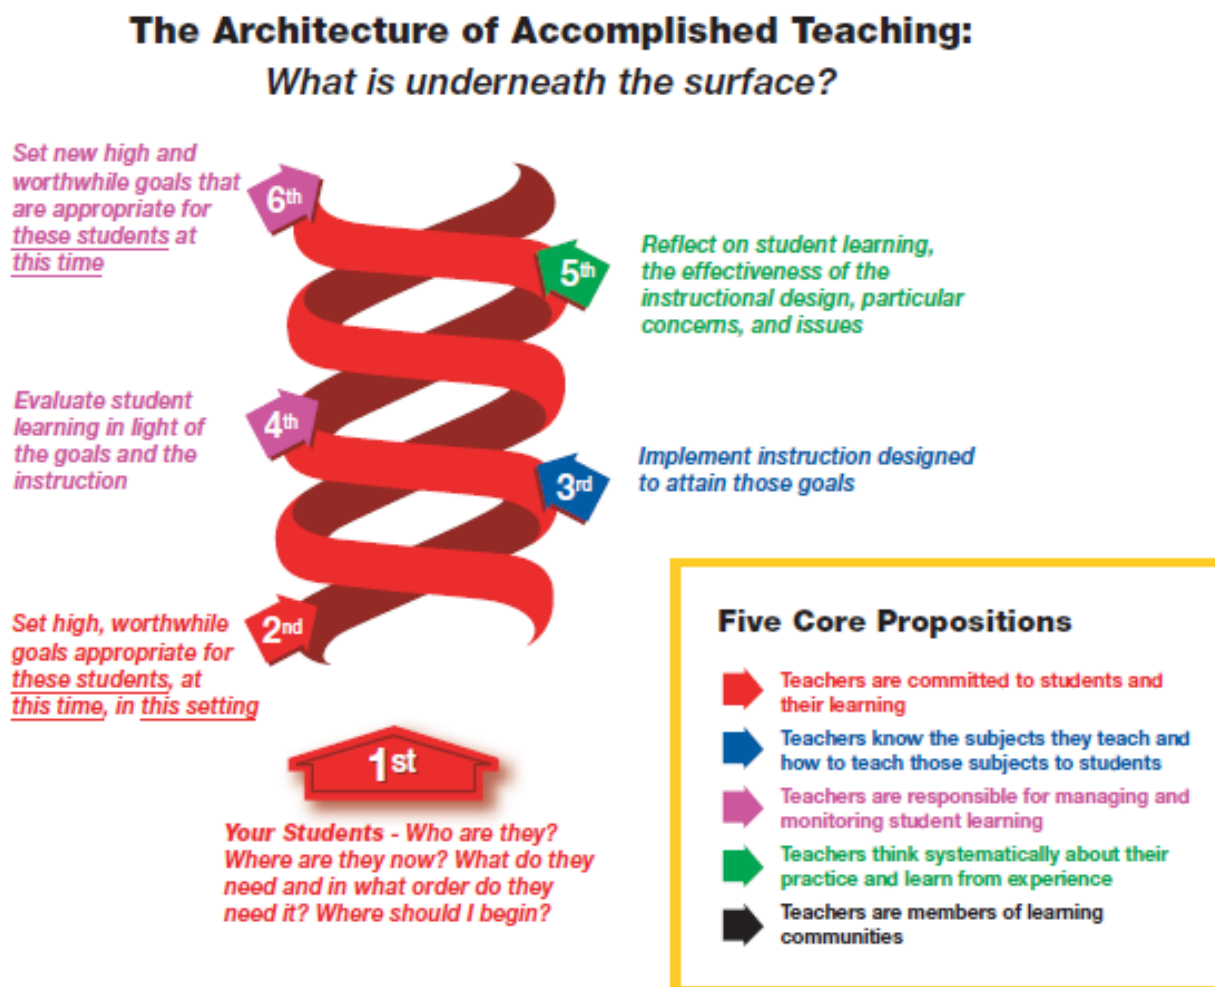 The Architecture of Accomplished Teaching:
What is underneath the surface?
Set new high and
worthwhile goals that
are appropriate for
these students at
this time
6th
5th
Reflect on student learning,
the effectiveness of the
instructional design, particular
concerns, and issues
Evaluate student
learning in light of
the goals and the
instruction
4th
3rd
Implement instruction designed
to attain those goals
Set high, worthwhile
goals appropriate for
these students, at
this time, in this setting
2nd
1st
Your Students - Who are they?
Where are they now? What do they
need and in what order do they
need it? Where should I begin?
Five Core Propositions
Teachers are committed to students and
their learning
Teachers know the subjects they teach and
how to teach those subjects to students
Teachers are responsible for managing and
monitoring student learning
Teachers think systematically about their
practice and learn from experience
Teachers are members of learning
communities